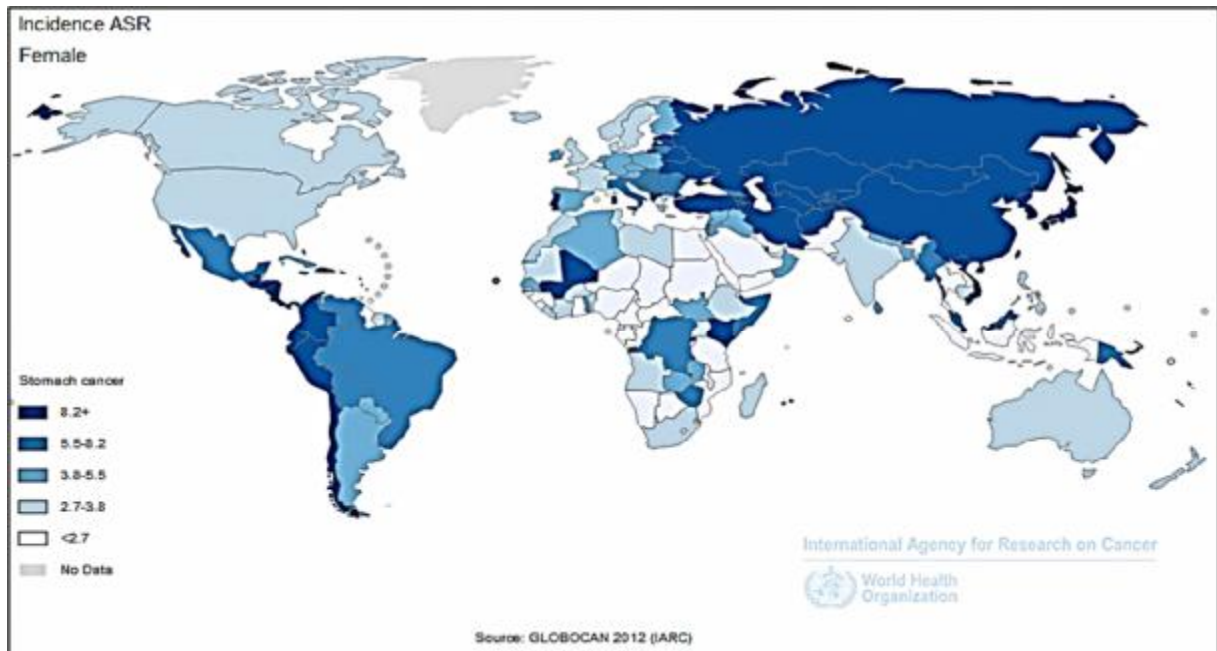 Incidence ASR
Female
Stomach cancer
8.2+
5.5-8.2
3.8-5.5
2.7-3.8
<2.7
No Data
International Agency for Research on Cancer
World Health
Organization
Source: GLOBOCAN 2012 (IARC)